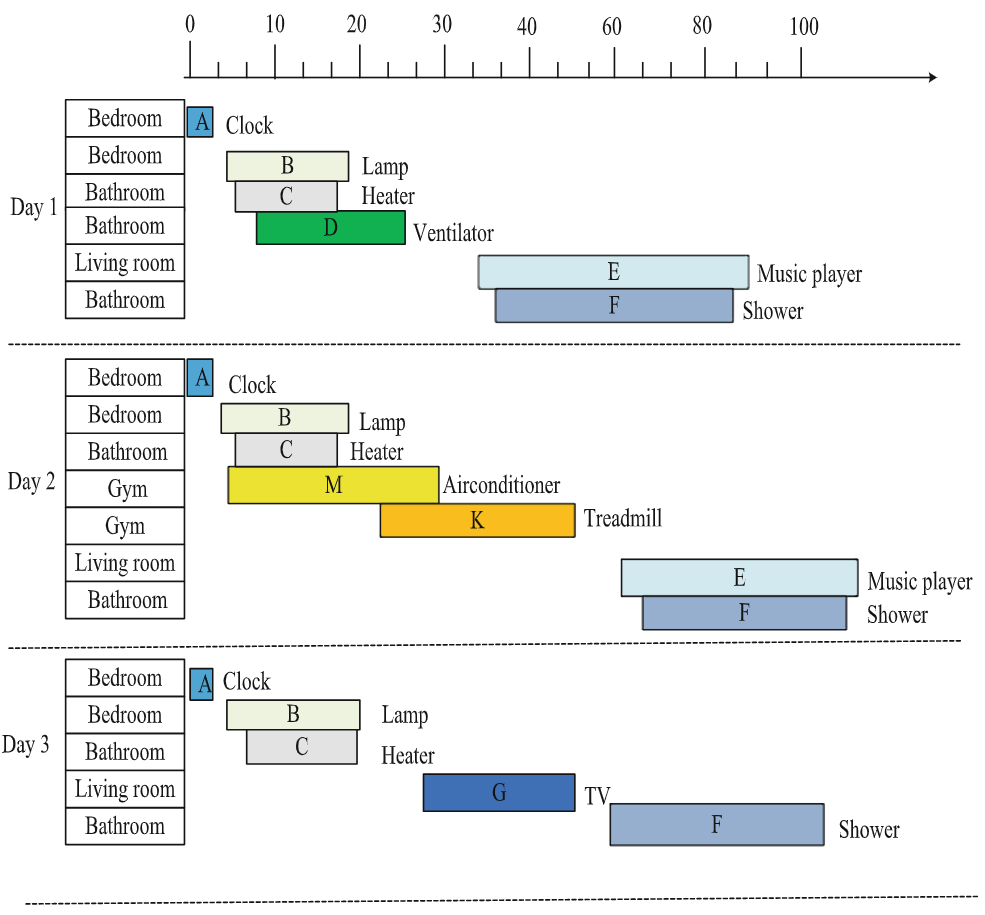 0 10 20 30 40 60 80 100
Day 1
Bedroom A Clock
Bedroom B Lamp
Bathroom C Heater
Bathroom D Ventilator
Living room E Music player
Bathroom F Shower
Day 2
Bedroom A Clock
Bedroom B Lamp
Bathroom C Heater
Gym M Airconditioner
Gym K Treadmill
Living room E Music player
Bathroom F Shower
Day 3
Bedroom A Clock
Bedroom B Lamp
Bathroom C Heater
Living room G TV
Bathroom F Shower